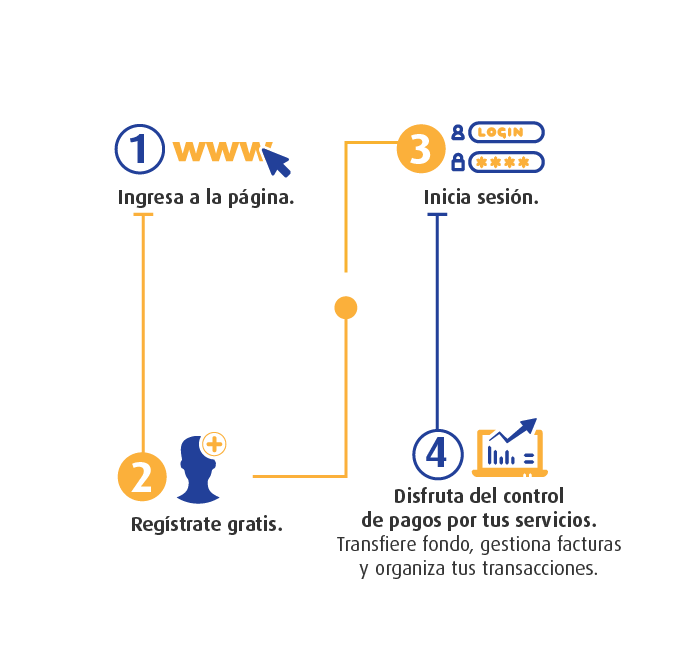 1
www
Ingresa a la página.
2
Regístrate gratis.
3
LOGIN
****
Inicia sesión.
4
Disfruta del control
de pagos por tus servicios.
Transfiere fondo, gestiona facturas
y organiza tus transacciones.